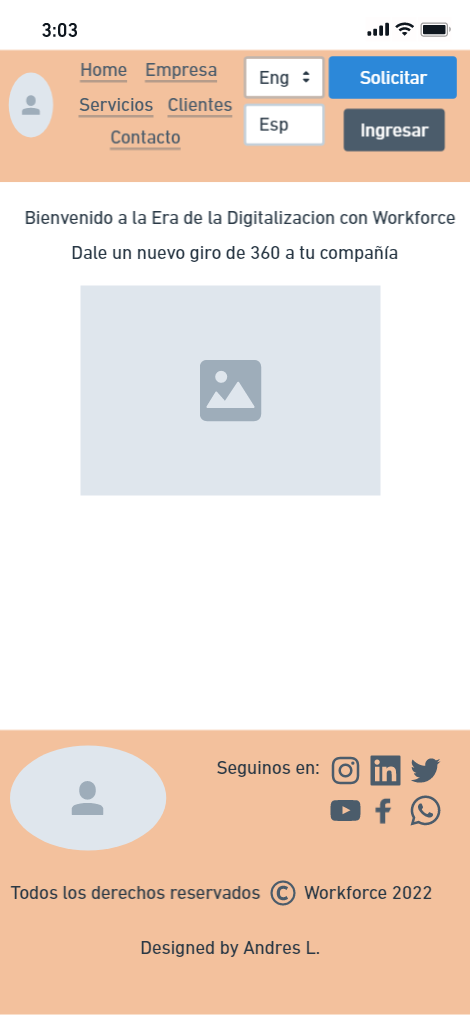 3:03
Home Empresa
Servicios Clientes
Contacto
Eng
Esp
Solicitar
Ingresar
Bienvenido a la Era de la Digitalizacion con Workforce
Dale un nuevo giro de 360 a tu compañía
Seguinos en:
in
Todos los derechos reservados © Workforce 2022
Designed by Andres L.